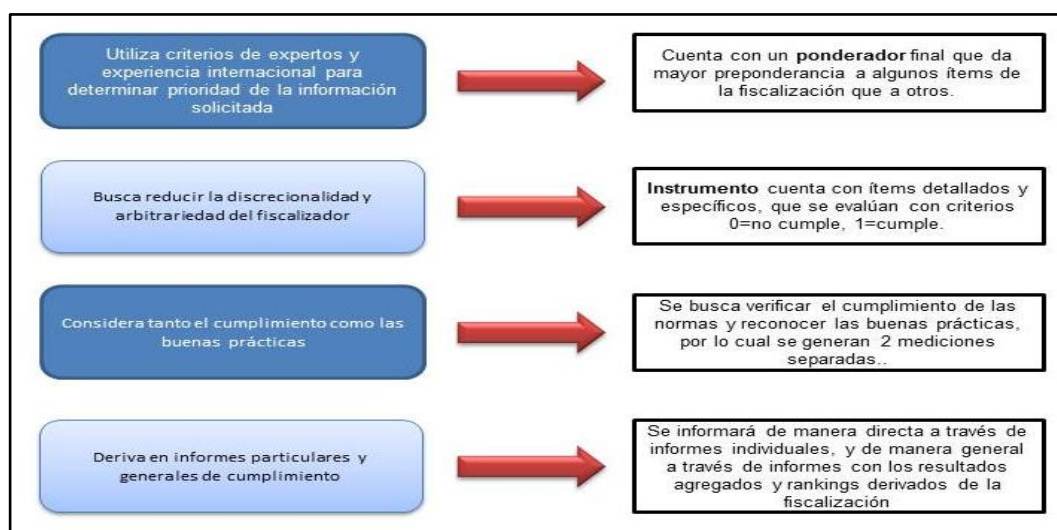 Utiliza criterios de expertos y
experiencia internacional para
determinar prioridad de la información
solicitada
Cuenta con un ponderador final que da
mayor preponderancia a algunos ítems de
la fiscalización que a otros.
Busca reducir la discrecionalidad y
arbitrariedad del fiscalizador
Instrumento cuenta con ítems detallados y
específicos, que se evalúan con criterios
0=no cumple, 1=cumple.
Considera tanto el cumplimiento como las
buenas prácticas
Se busca verificar el cumplimiento de las
normas y reconocer las buenas prácticas,
por lo cual se generan 2 mediciones
separadas..
Deriva en informes particulares y
generales de cumplimiento
Se informará de manera directa a través de
informes individuales, y de manera general
a través de informes con los resultados
agregados y rankings derivados de la
fiscalización